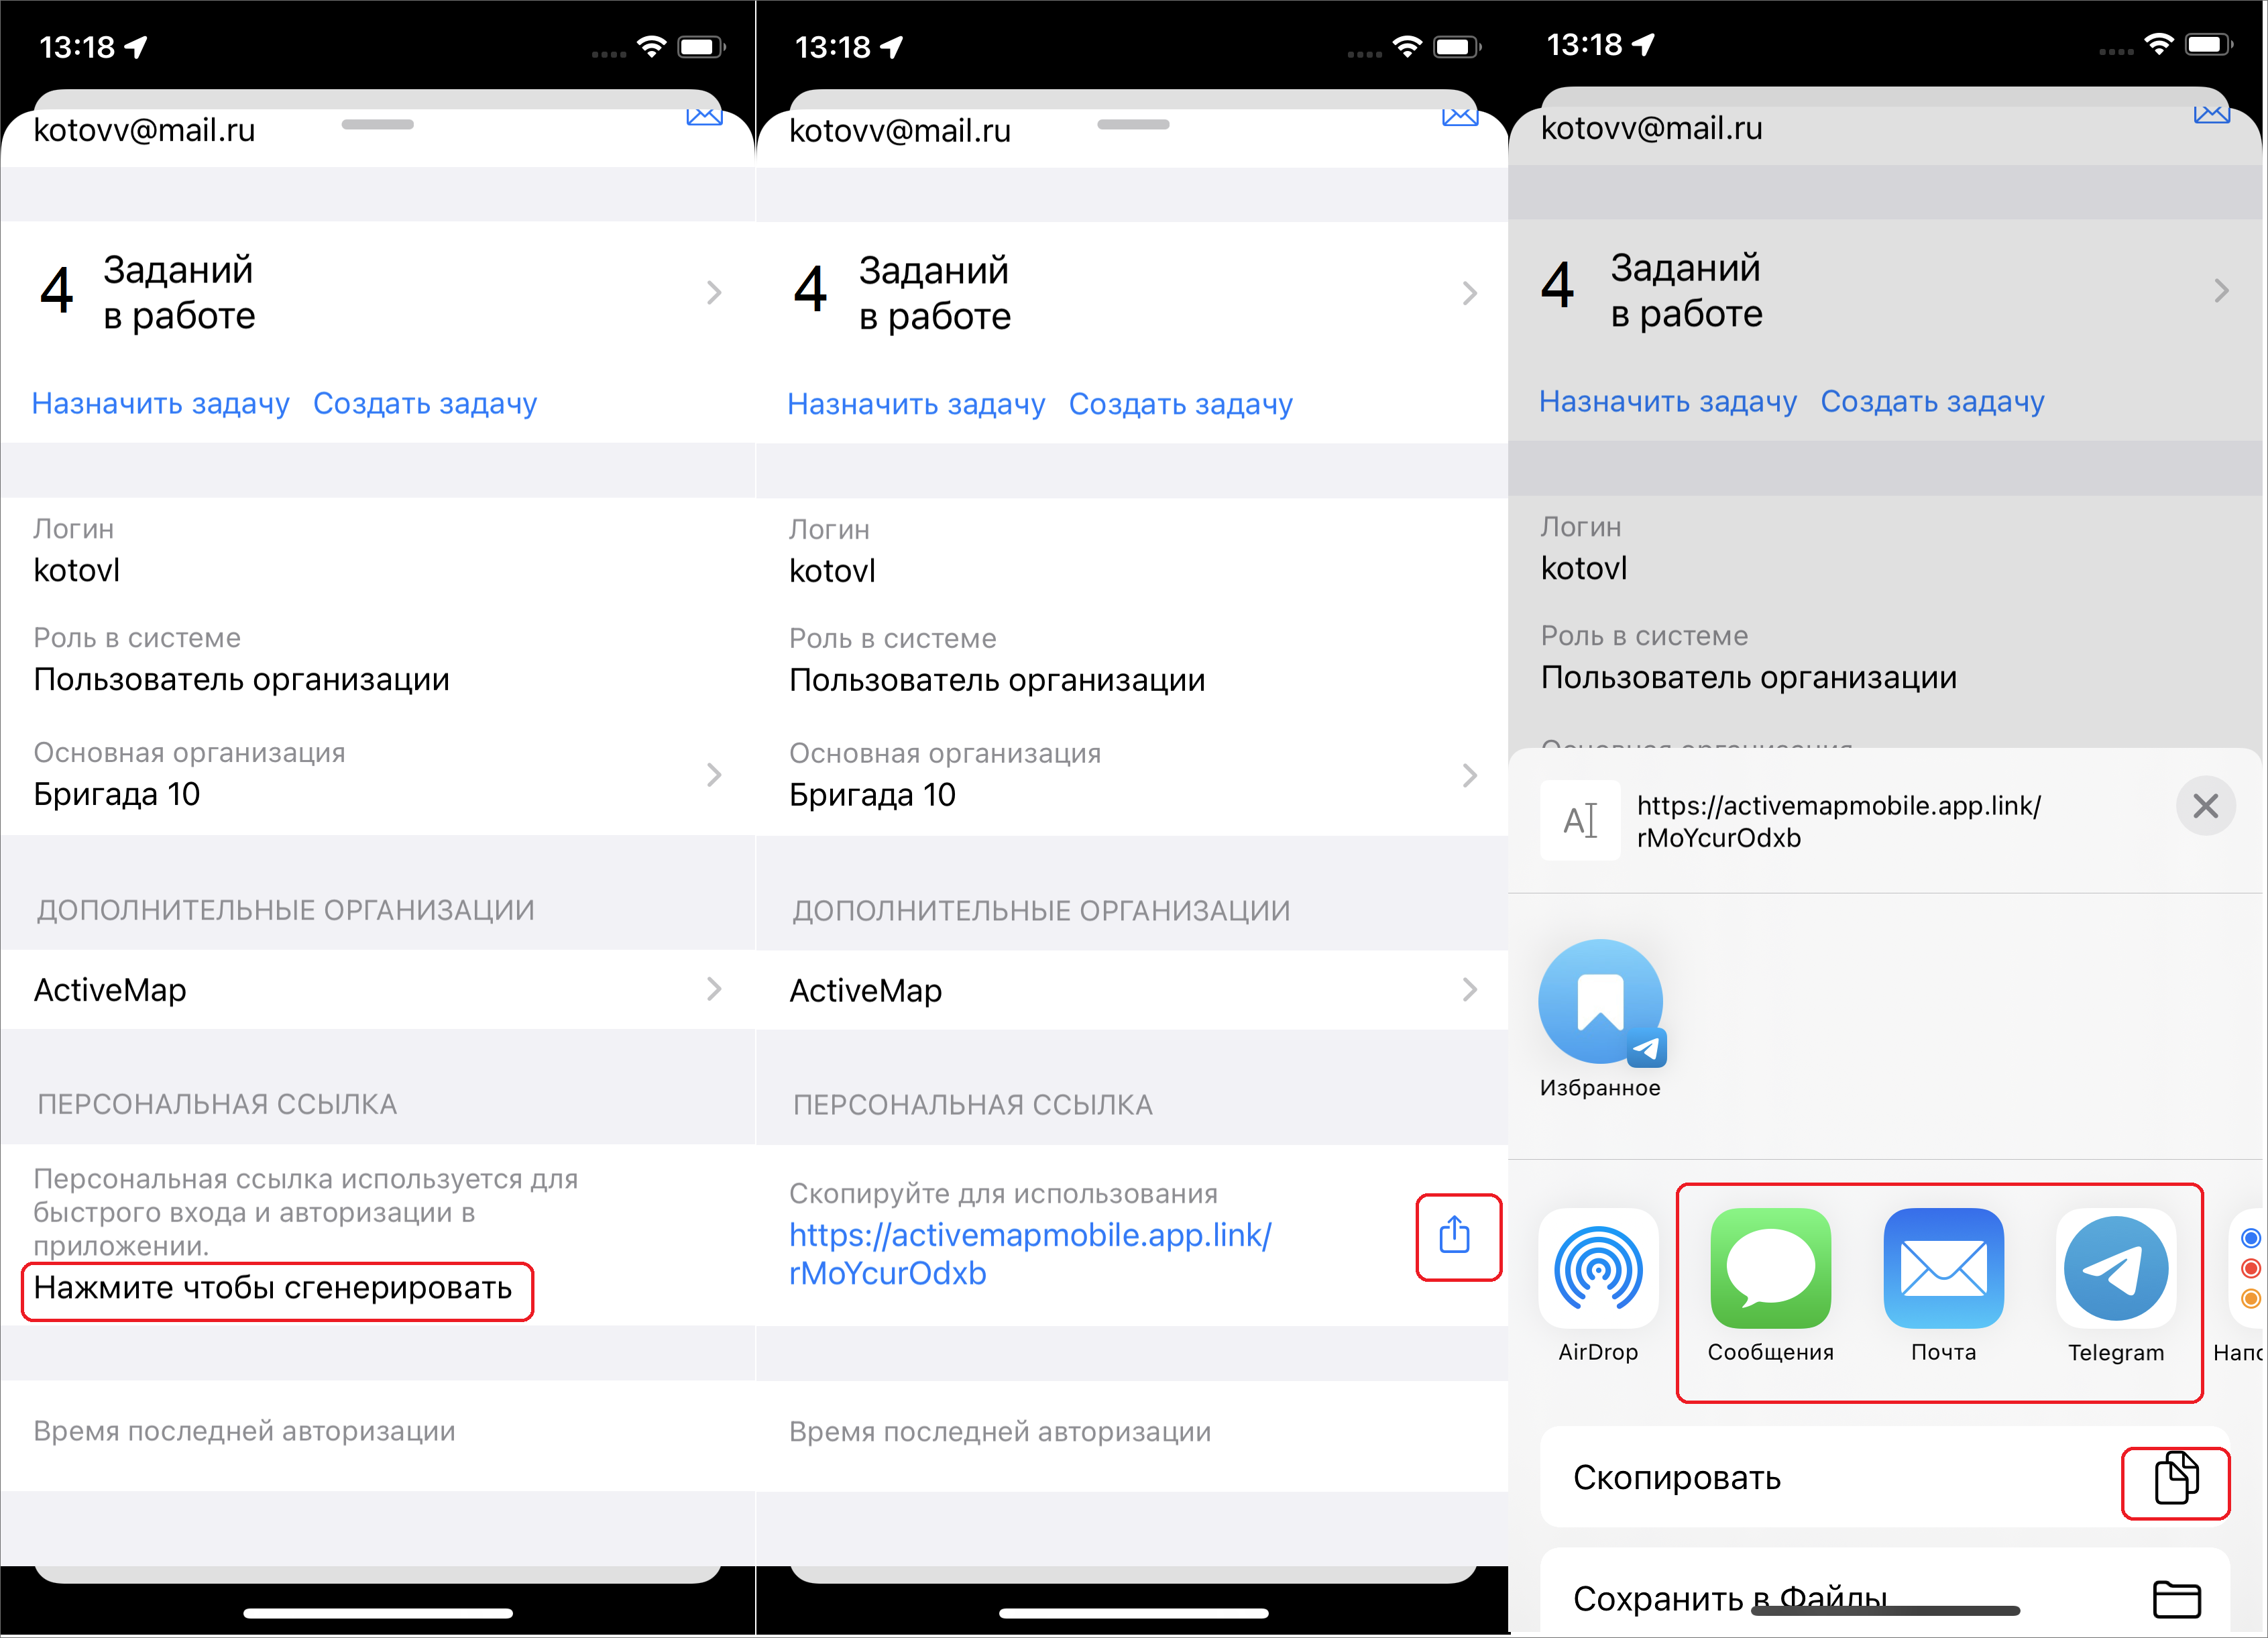 13:18
kotovv@mail.ru
4
Заданий
в работе
Назначить задачу Создать задачу
Логин
kotovl
Роль в системе
Пользователь организации
Основная организация
Бригада 10
ДОПОЛНИТЕЛЬНЫЕ ОРГАНИЗАЦИИ
ActiveMap
ПЕРСОНАЛЬНАЯ ССЫЛКА
Персональная ссылка используется для
быстрого входа и авторизации в
приложении.
Нажмите чтобы сгенерировать
Время последней авторизации
13:18
kotovv@mail.ru
4
Заданий
в работе
Назначить задачу Создать задачу
Логин
kotovl
Роль в системе
Пользователь организации
Основная организация
Бригада 10
ДОПОЛНИТЕЛЬНЫЕ ОРГАНИЗАЦИИ
ActiveMap
ПЕРСОНАЛЬНАЯ ССЫЛКА
Скопируйте для использования
https://activemapmobile.app.link/
rMoYcurOdxb
Время последней авторизации
13:18
kotovv@mail.ru
4
Заданий
в работе
Назначить задачу Создать задачу
Логин
kotovl
Роль в системе
Пользователь организации
Основная организация
https://activemapmobile.app.link/
rMoYcurOdxb
Избранное
AirDrop Сообщения Почта Telegram
Скопировать
Сохранить в Файлы